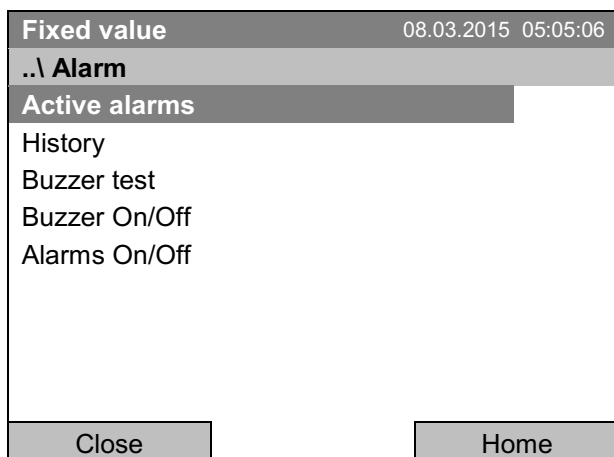 Fixed value 08.03.2015 05:05:06
..\ Alarm
Active alarms
History
Buzzer test
Buzzer On/Off
Alarms On/Off
Close Home